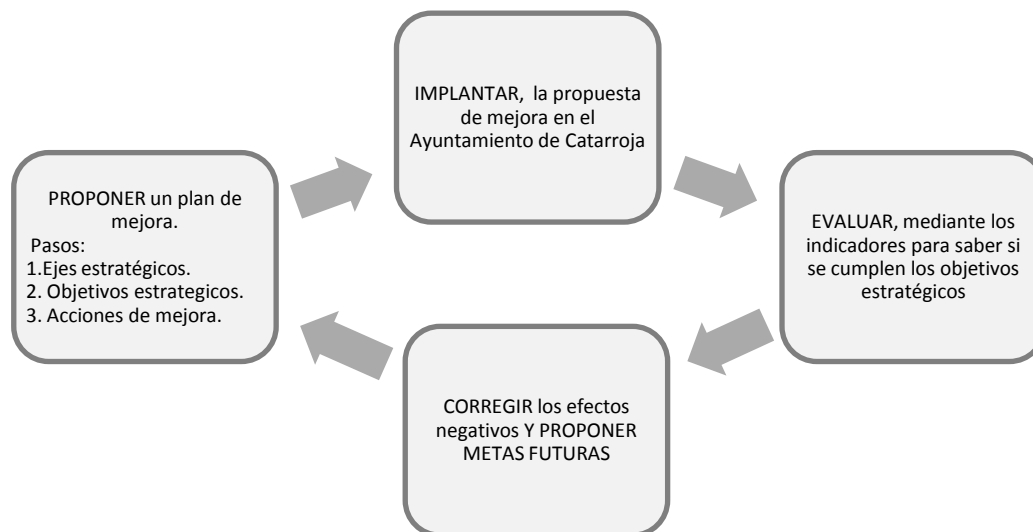 IMPLANTAR, la propuesta
de mejora en el
Ayuntamiento de Catarroja
PROPONER un plan de
mejora.
Pasos:
1.Ejes estratégicos.
2. Objetivos estrategicos.
3. Acciones de mejora.
EVALUAR, mediante los
indicadores para saber si
se cumplen los objetivos
estratégicos
CORREGIR los efectos
negativos Y PROPONER
METAS FUTURAS